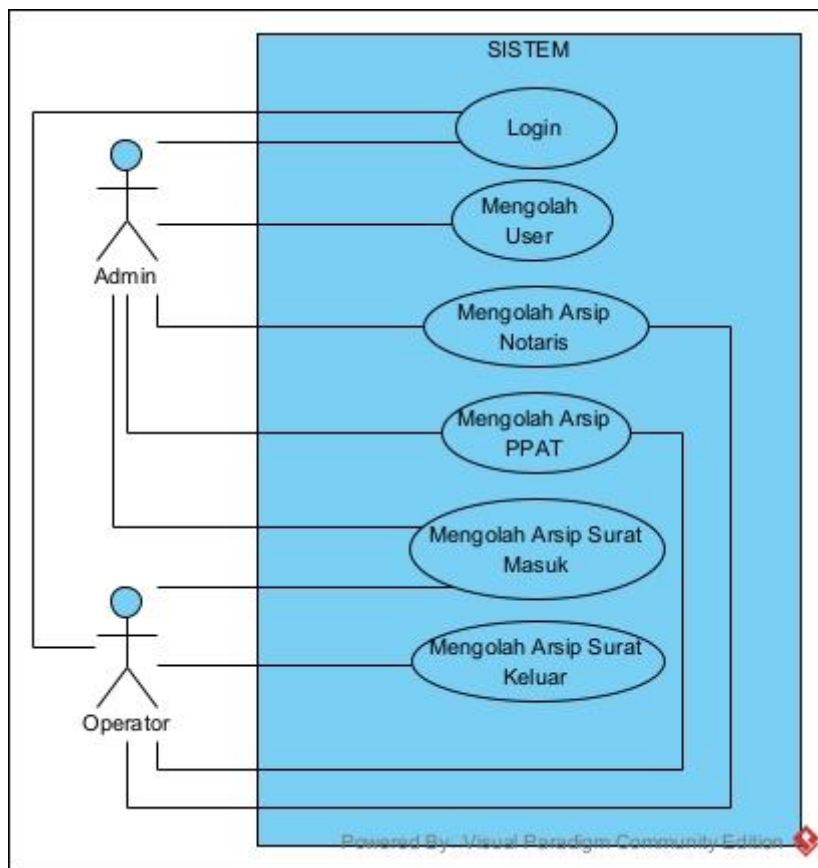 SISTEM
Login
Mengolah
User
Admin
Mengolah Arsip
Notaris
Mengolah Arsip
PPAT
Mengolah Arsip Surat
Masuk
Mengolah Arsip Surat
Keluar
Operator
Powered By Visual Paradigm Community Edition